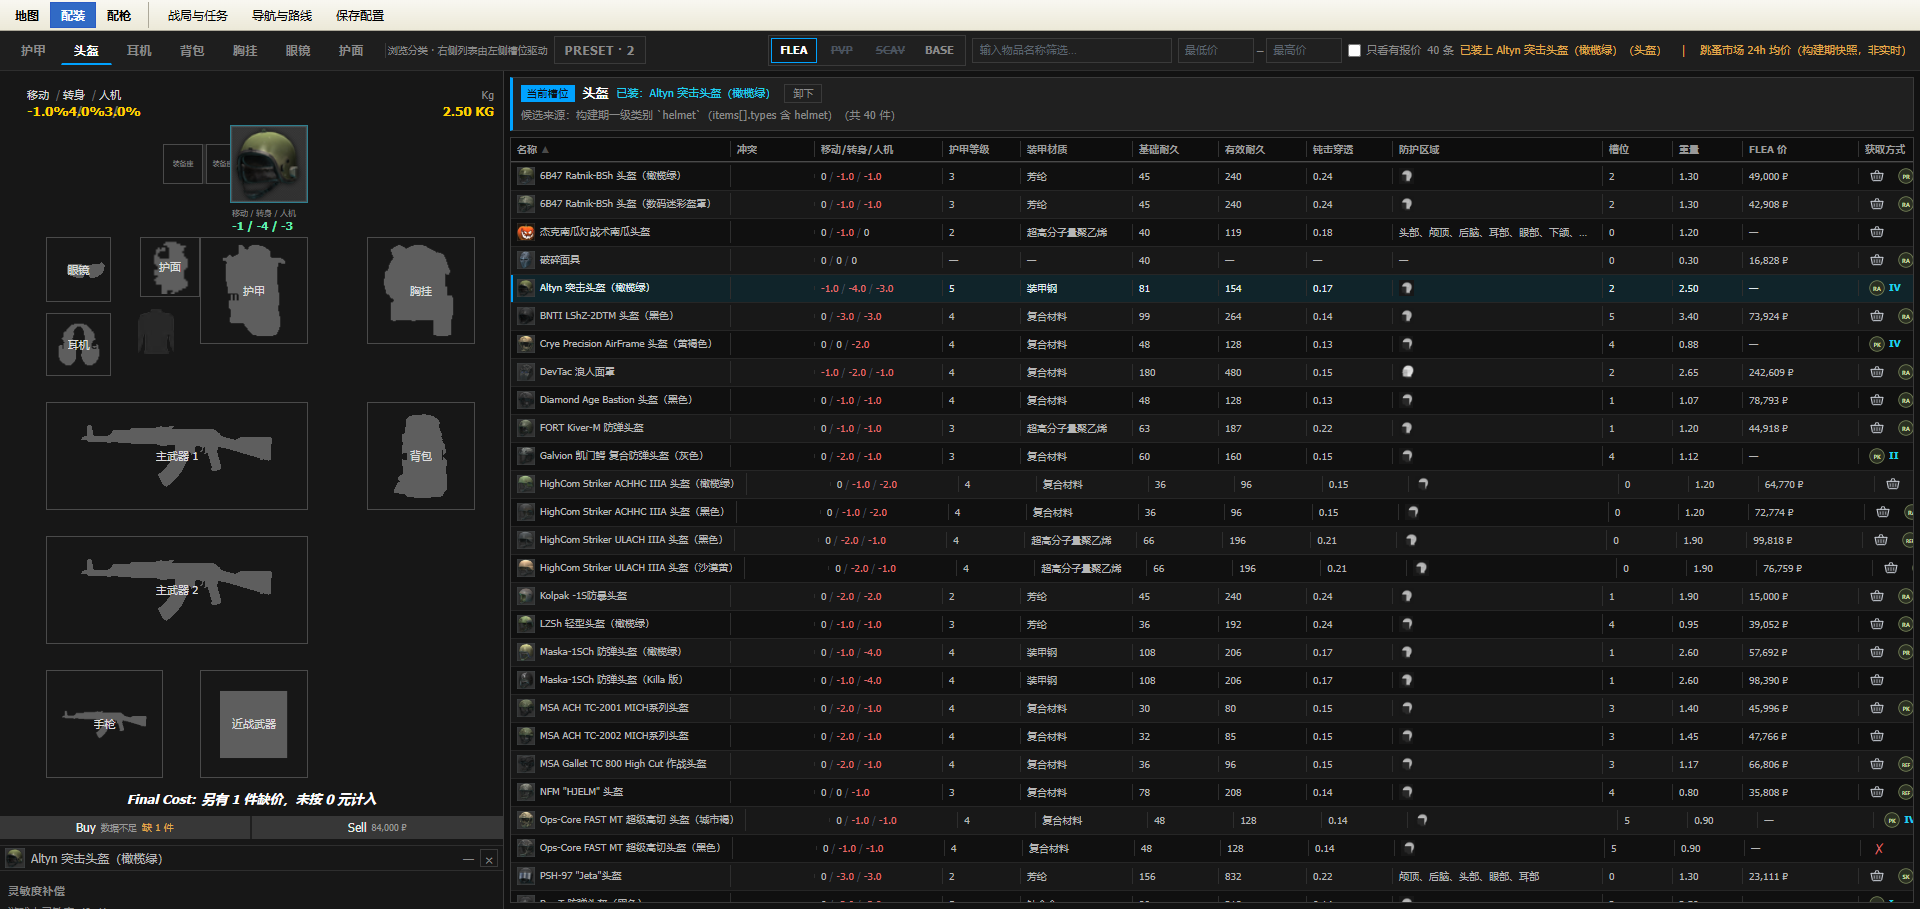 地图 配装 配枪 战局与任务 导航与路线 保存配置
护甲 头盔 耳机 背包 胸挂 眼镜 护面 浏览分类 · 右侧列表由左侧槽位驱动 PRESET · 2 FLEA PVP SCAV BASE 输入物品名称筛选... 最低价 — 最高价 只看有报价 40 条 已装上 Altyn 突击头盔（橄榄绿）（头盔） | 跳蚤市场 24h 均价（构建期快照，非实时）
移动 / 转身 / 人机 Kg
-1.0%4/0%3/0% 2.50 KG
装备座 装备座
移动 / 转身 / 人机
-1 / -4 / -3
眼镜 护面 护甲 胸挂
耳机
主武器 1 背包
主武器 2
手枪 近战武器
Final Cost: 另有 1 件缺价，未按 0 元计入
Buy 数据不足 缺 1 件 Sell 84,000 ₽
Altyn 突击头盔（橄榄绿） — ×
灵敏度补偿
当前槽位 头盔 已装: Altyn 突击头盔（橄榄绿） 卸下
候选来源: 构建期一级类别 `helmet`（items[].types 含 helmet） （共 40 件）
名称 ▲ 冲突 移动/转身/人机 护甲等级 装甲材质 基础耐久 有效耐久 钝击穿透 防护区域 槽位 重量 FLEA 价 获取方式
6B47 Ratnik-BSh 头盔（橄榄绿） 0 / -1.0 / -1.0 3 芳纶 45 240 0.24 2 1.30 49,000 ₽ PR
6B47 Ratnik-BSh 头盔（数码迷彩盔罩） 0 / -1.0 / -1.0 3 芳纶 45 240 0.24 2 1.30 42,908 ₽ RA
杰克南瓜灯战术南瓜头盔 0 / -1.0 / 0 2 超高分子量聚乙烯 40 119 0.18 头部、颅顶、后脑、耳部、眼部、下颌、... 0 1.20 —
破碎面具 0 / 0 / 0 — — 40 — — — 0 0.30 16,828 ₽ RA
Altyn 突击头盔（橄榄绿） -1.0 / -4.0 / -3.0 5 装甲钢 81 154 0.17 2 2.50 — RA IV
BNTI LShZ-2DTM 头盔（黑色） 0 / -3.0 / -3.0 4 复合材料 99 264 0.14 5 3.40 73,924 ₽ RA
Crye Precision AirFrame 头盔（黄褐色） 0 / 0 / -2.0 4 复合材料 48 128 0.13 4 0.88 — PK IV
DevTac 浪人面罩 -1.0 / -2.0 / -1.0 4 复合材料 180 480 0.15 2 2.65 242,609 ₽ RA
Diamond Age Bastion 头盔（黑色） 0 / -1.0 / -1.0 4 复合材料 48 128 0.13 1 1.07 78,793 ₽ RA
FORT Kiver-M 防弹头盔 0 / -1.0 / -1.0 3 超高分子量聚乙烯 63 187 0.22 1 1.20 44,918 ₽ RA
Galvion 凯门鳄 复合防弹头盔（灰色） 0 / -2.0 / -1.0 3 复合材料 60 160 0.15 4 1.12 — PK II
HighCom Striker ACHHC IIIA 头盔（橄榄绿） 0 / -1.0 / -2.0 4 复合材料 36 96 0.15 0 1.20 64,770 ₽
HighCom Striker ACHHC IIIA 头盔（黑色） 0 / -1.0 / -2.0 4 复合材料 36 96 0.15 0 1.20 72,774 ₽
HighCom Striker ULACH IIIA 头盔（黑色） 0 / -2.0 / -1.0 4 超高分子量聚乙烯 66 196 0.21 0 1.90 99,818 ₽
HighCom Striker ULACH IIIA 头盔（沙漠黄） 0 / -2.0 / -1.0 4 超高分子量聚乙烯 66 196 0.21 0 1.90 76,759 ₽
Kolpak -1S防暴头盔 0 / -2.0 / -2.0 2 芳纶 45 240 0.24 1 1.90 15,000 ₽ RA
LZSh 轻型头盔（橄榄绿） 0 / -1.0 / -1.0 3 芳纶 36 192 0.24 4 0.95 39,052 ₽ RA
Maska-1SCh 防弹头盔（橄榄绿） 0 / -1.0 / -4.0 4 装甲钢 108 206 0.17 1 2.60 57,692 ₽ PR
Maska-1SCh 防弹头盔（Killa 版） 0 / -1.0 / -4.0 4 装甲钢 108 206 0.17 1 2.60 98,390 ₽
MSA ACH TC-2001 MICH系列头盔 0 / -2.0 / -1.0 4 复合材料 30 80 0.15 3 1.40 45,996 ₽ PK
MSA ACH TC-2002 MICH系列头盔 0 / -2.0 / -1.0 4 复合材料 32 85 0.15 3 1.45 47,766 ₽
MSA Gallet TC 800 High Cut 作战头盔 0 / -2.0 / -1.0 4 复合材料 36 96 0.15 3 1.17 66,806 ₽ REF
NFM "HJELM" 头盔 0 / 0 / -1.0 3 复合材料 78 208 0.14 4 0.80 35,808 ₽ REF
Ops-Core FAST MT 超级高切 头盔（城市褐） 0 / -1.0 / -1.0 4 复合材料 48 128 0.14 5 0.90 — PK
Ops-Core FAST MT 超级高切头盔（黑色） 0 / -1.0 / -1.0 4 复合材料 48 128 0.14 5 0.90 — ✗
PSH-97 "Jeta"头盔 0 / -3.0 / -3.0 2 芳纶 156 832 0.22 颅顶、后脑、头部、眼部、耳部 0 1.30 23,111 ₽ SK